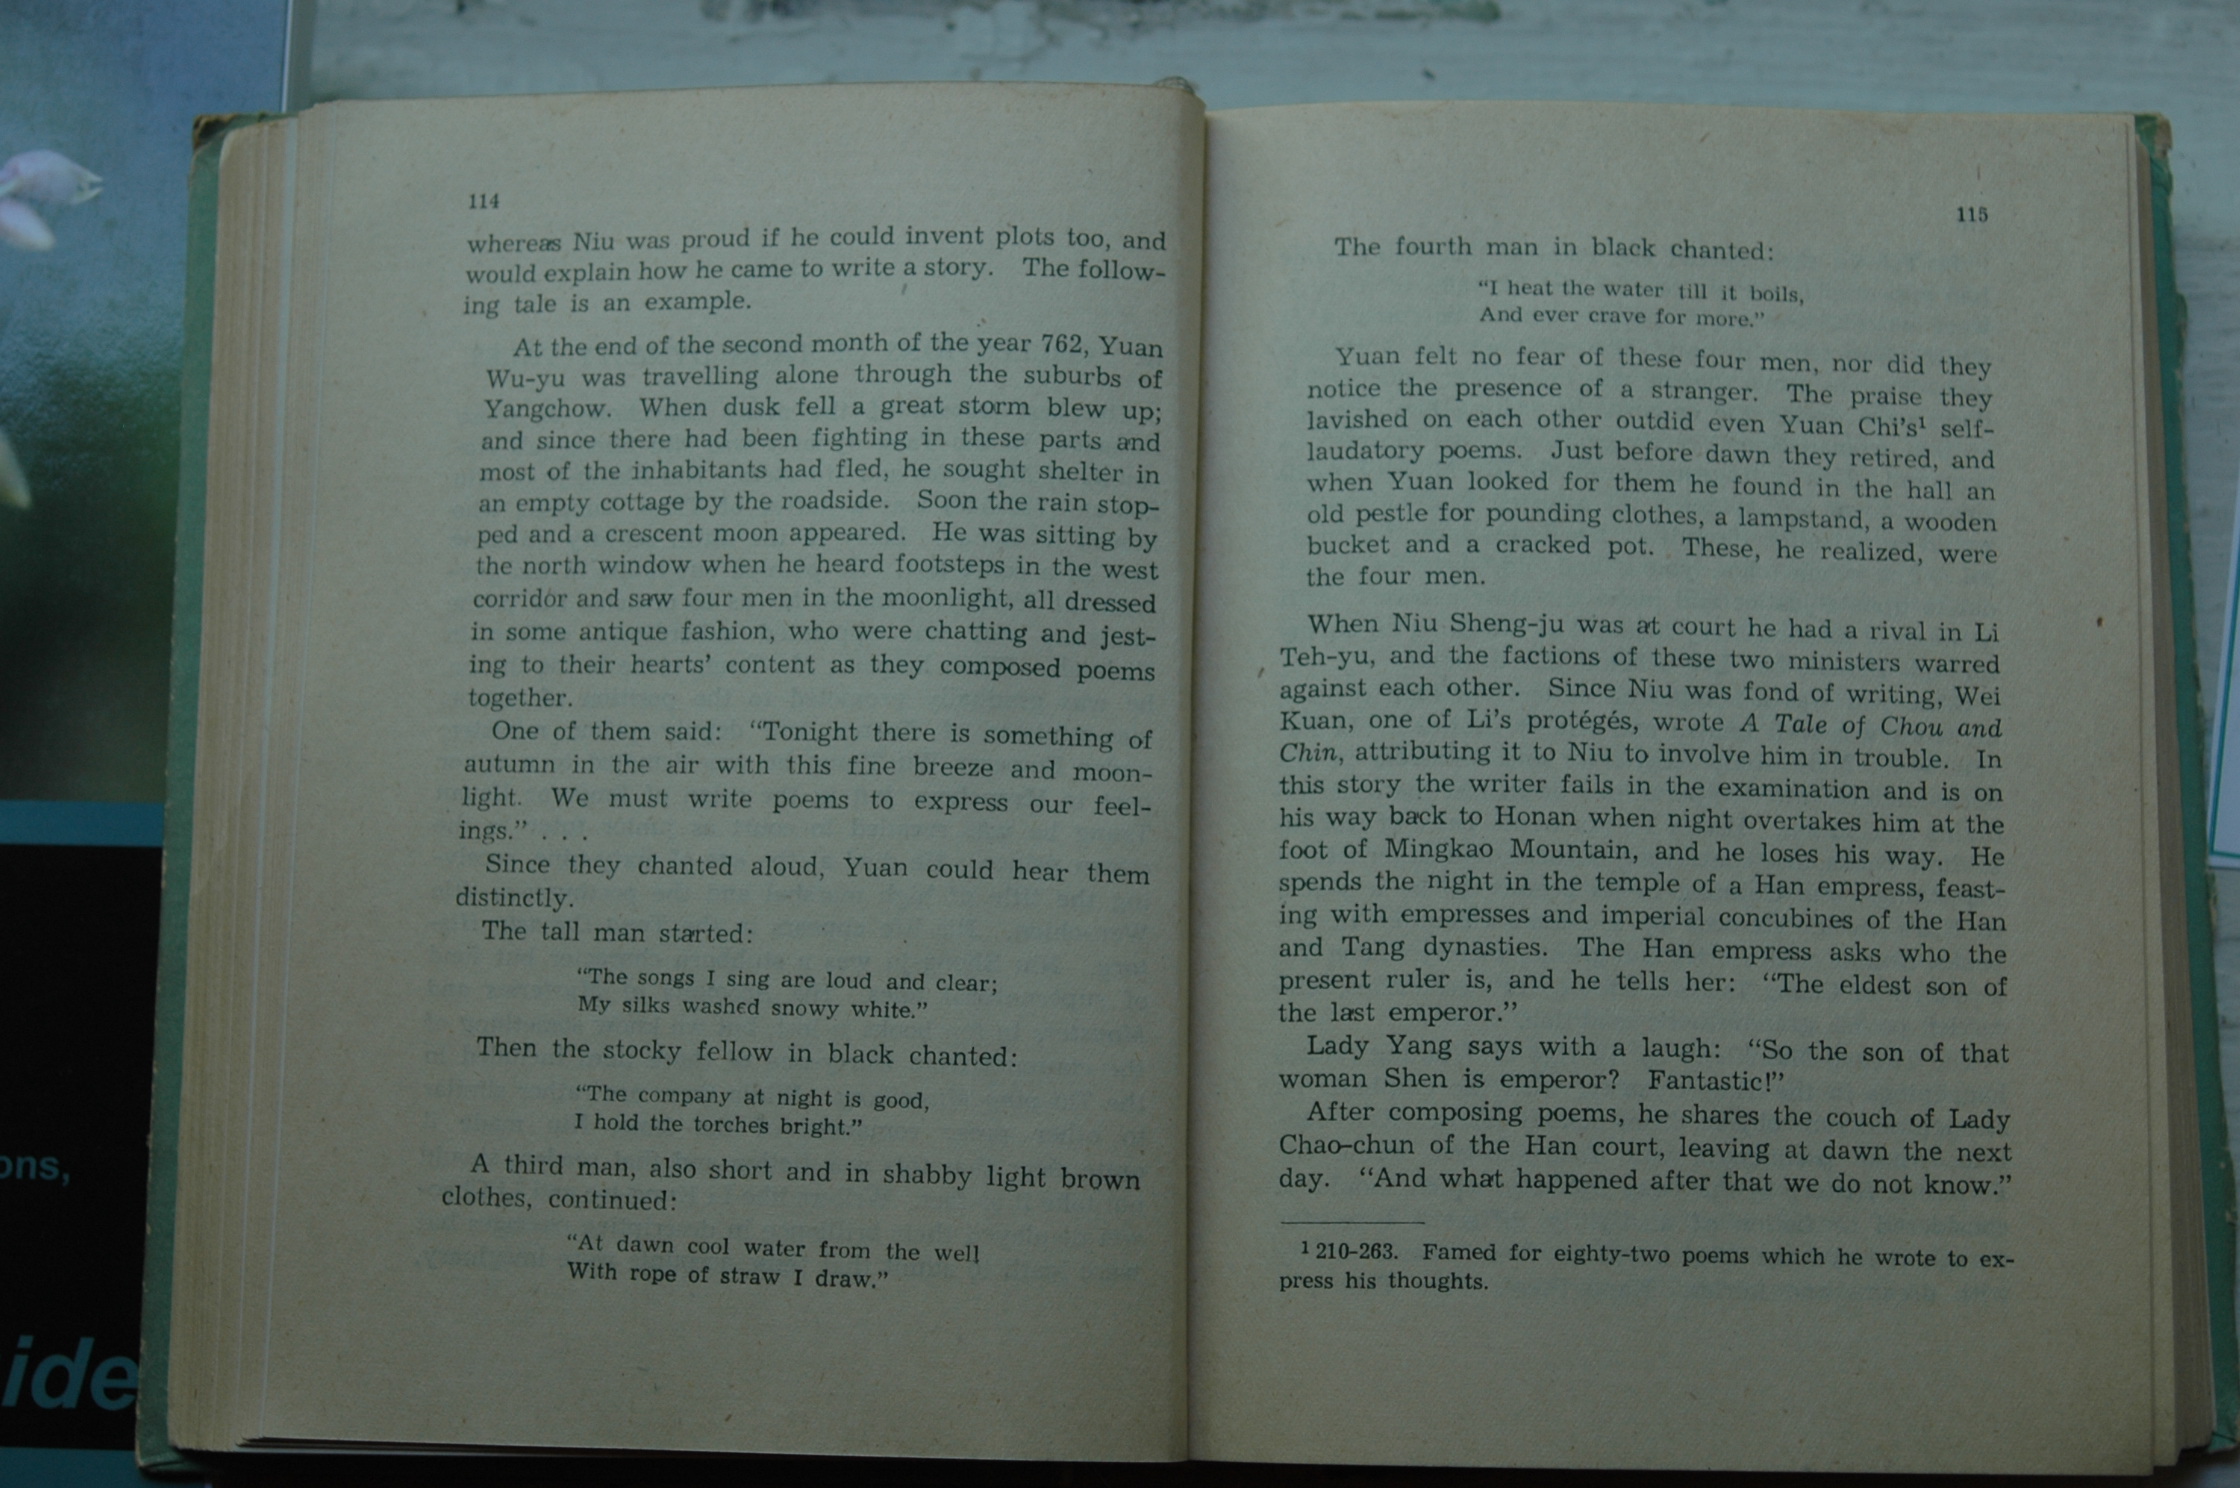 ons,
ide
114
whereas Niu was proud if he could invent plots too, and
would explain how he came to write a story. The follow-
ing tale is an example.
At the end of the second month of the year 762, Yuan
Wu-yu was travelling alone through the suburbs of
Yangchow. When dusk fell a great storm blew up;
and since there had been fighting in these parts and
most of the inhabitants had fled, he sought shelter in
an empty cottage by the roadside. Soon the rain stop-
ped and a crescent moon appeared. He was sitting by
the north window when he heard footsteps in the west
corridor and saw four men in the moonlight, all dressed
in some antique fashion, who were chatting and jest-
ing to their hearts’ content as they composed poems
together.
One of them said: “Tonight there is something of
autumn in the air with this fine breeze and moon-
light. We must write poems to express our feel-
ings.” . . .
Since they chanted aloud, Yuan could hear them
distinctly.
The tall man started:
“The songs I sing are loud and clear;
My silks washed snowy white.”
Then the stocky fellow in black chanted:
“The company at night is good,
I hold the torches bright.”
A third man, also short and in shabby light brown
clothes, continued:
“At dawn cool water from the well
With rope of straw I draw.”
115
The fourth man in black chanted:
“I heat the water till it boils,
And ever crave for more.”
Yuan felt no fear of these four men, nor did they
notice the presence of a stranger. The praise they
lavished on each other outdid even Yuan Chi’s¹ self-
laudatory poems. Just before dawn they retired, and
when Yuan looked for them he found in the hall an
old pestle for pounding clothes, a lampstand, a wooden
bucket and a cracked pot. These, he realized, were
the four men.
When Niu Sheng-ju was at court he had a rival in Li
Teh-yu, and the factions of these two ministers warred
against each other. Since Niu was fond of writing, Wei
Kuan, one of Li’s protégés, wrote A Tale of Chou and
Chin, attributing it to Niu to involve him in trouble. In
this story the writer fails in the examination and is on
his way back to Honan when night overtakes him at the
foot of Mingkao Mountain, and he loses his way. He
spends the night in the temple of a Han empress, feast-
ing with empresses and imperial concubines of the Han
and Tang dynasties. The Han empress asks who the
present ruler is, and he tells her: “The eldest son of
the last emperor.”
Lady Yang says with a laugh: “So the son of that
woman Shen is emperor? Fantastic!”
After composing poems, he shares the couch of Lady
Chao-chun of the Han court, leaving at dawn the next
day. “And what happened after that we do not know.”
¹ 210-263. Famed for eighty-two poems which he wrote to ex-
press his thoughts.